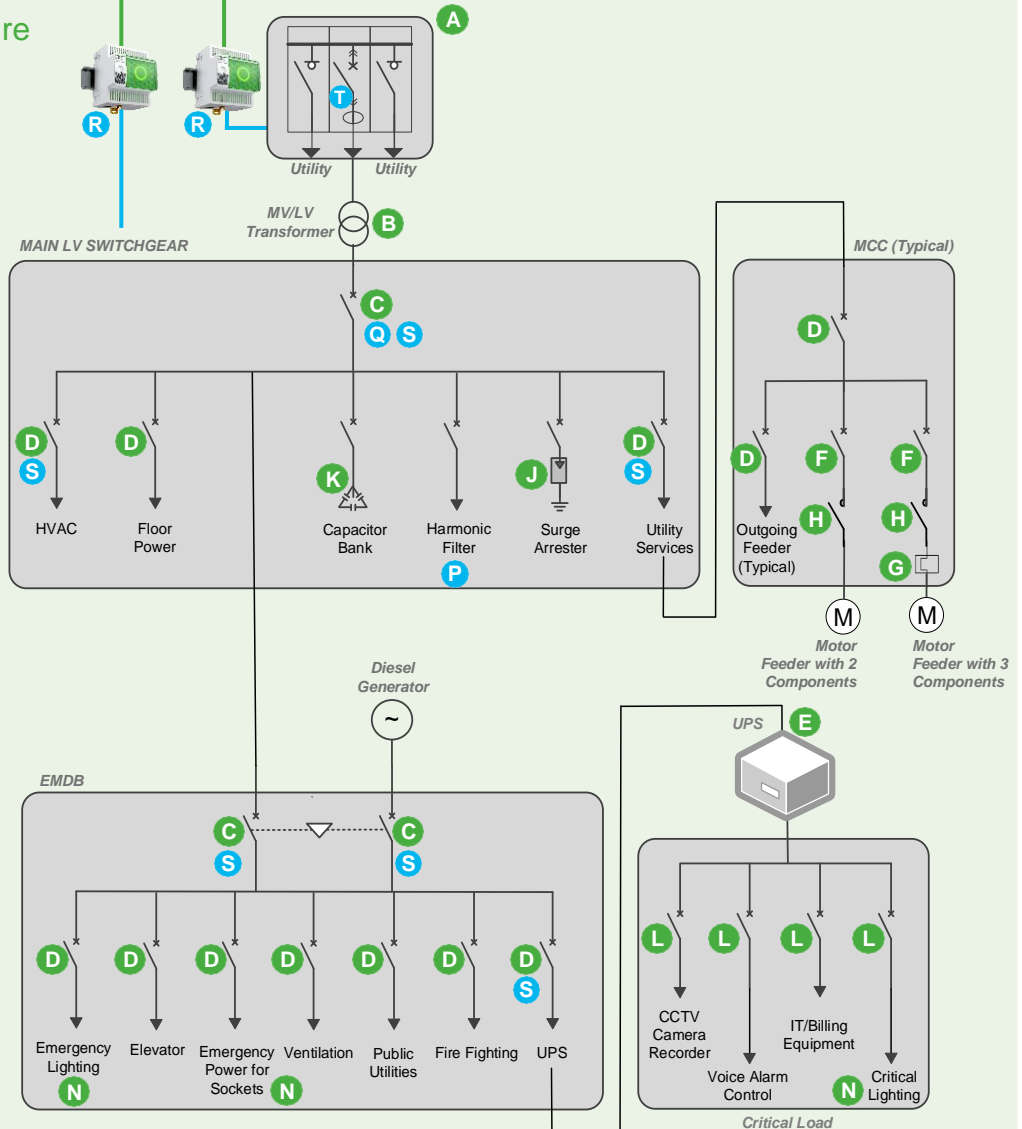 re
A
T
R
R
Utility
Utility
MV/LV
Transformer
B
MAIN LV SWITCHGEAR
MCC (Typical)
C
Q S
D
D
S
D
K
J
D
S
HVAC
Floor
Power
Capacitor
Bank
Harmonic
Filter
P
Surge
Arrester
Utility
Services
D
F
F
H
H
Outgoing
Feeder
(Typical)
G
M
M
Motor
Feeder with 2
Components
Motor
Feeder with 3
Components
Diesel
Generator
~
UPS
E
EMDB
C
S
C
S
D
D
D
D
D
D
D
S
Emergency
Lighting
N
Elevator
Emergency
Power for
Sockets
N
Ventilation
Public
Utilities
Fire Fighting
UPS
L
L
L
L
CCTV
Camera
Recorder
Voice Alarm
Control
IT/Billing
Equipment
N
Critical
Lighting
Critical Load